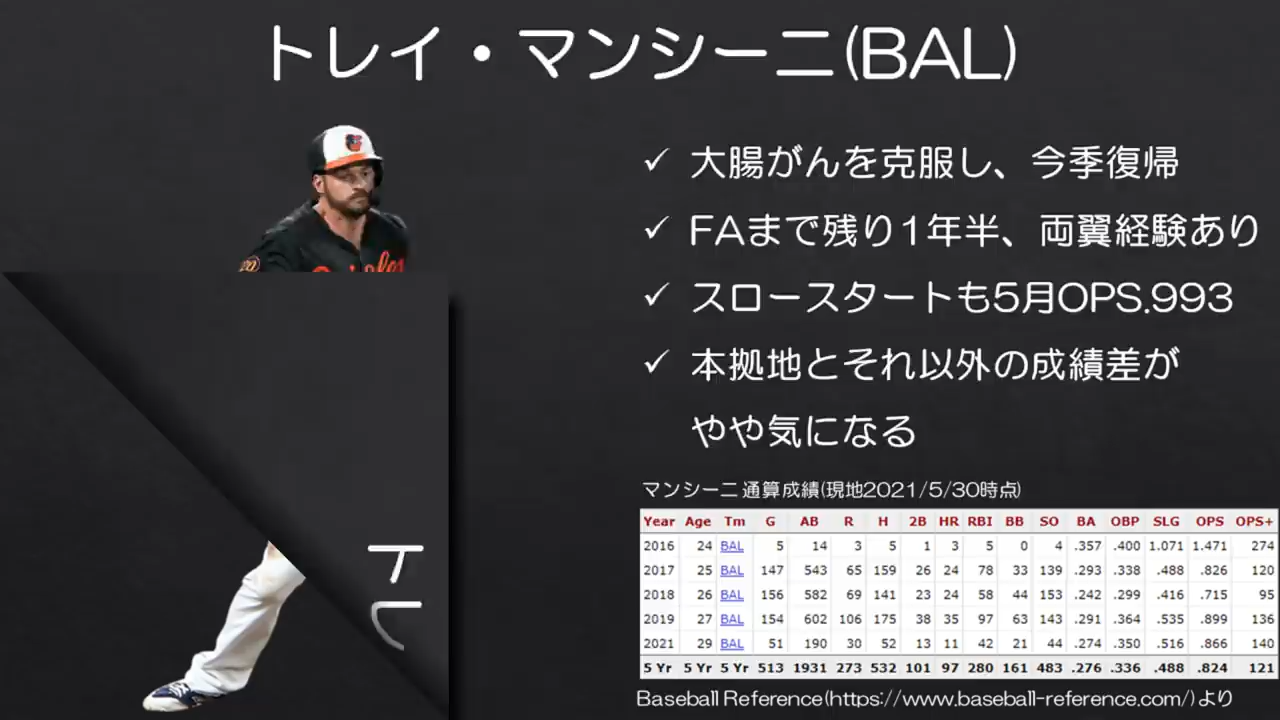 トレイ・マンシーニ(BAL)
✓ 大腸がんを克服し、今季復帰
✓ FAまで残り1年半、両翼経験あり
✓ スロースタートも5月OPS.993
✓ 本拠地とそれ以外の成績差が
やや気になる
マンシーニ通算成績(現地2021/5/30時点)
Year Age Tm G AB R H 2B HR RBI BB SO BA OBP SLG OPS OPS+
2016 24 BAL 5 14 3 5 1 3 5 0 4 .357 .400 1.071 1.471 274
2017 25 BAL 147 543 65 159 26 24 78 33 139 .293 .338 .488 .826 120
2018 26 BAL 156 582 69 141 23 24 58 44 153 .242 .299 .416 .715 95
2019 27 BAL 154 602 106 175 38 35 97 63 143 .291 .364 .535 .899 136
2021 29 BAL 51 190 30 52 13 11 42 21 44 .274 .350 .516 .866 140
5 Yr 5 Yr 5 Yr 513 1931 273 532 101 97 280 161 483 .276 .336 .488 .824 121
Baseball Reference(https://www.baseball-reference.com/)より